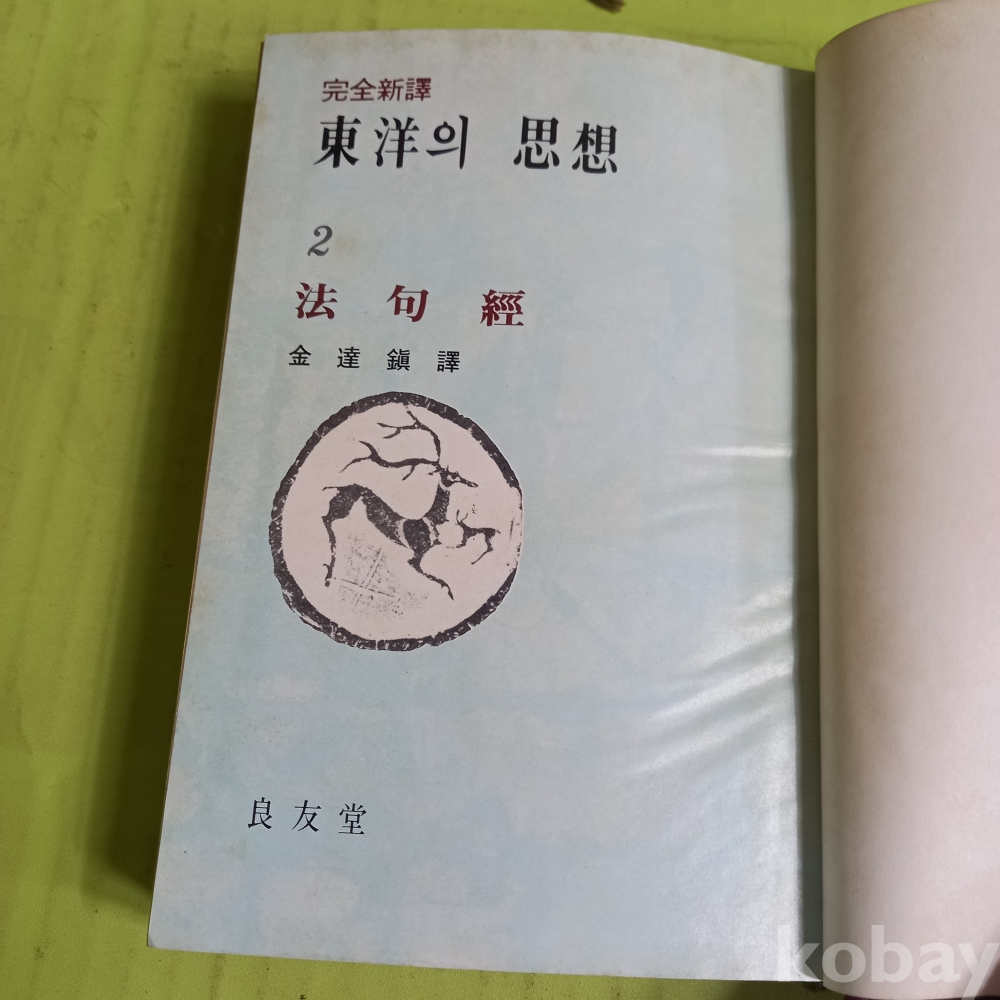 完全新譯
東洋의 思想
2
法句經
金達鎭譯
良友堂
kobay